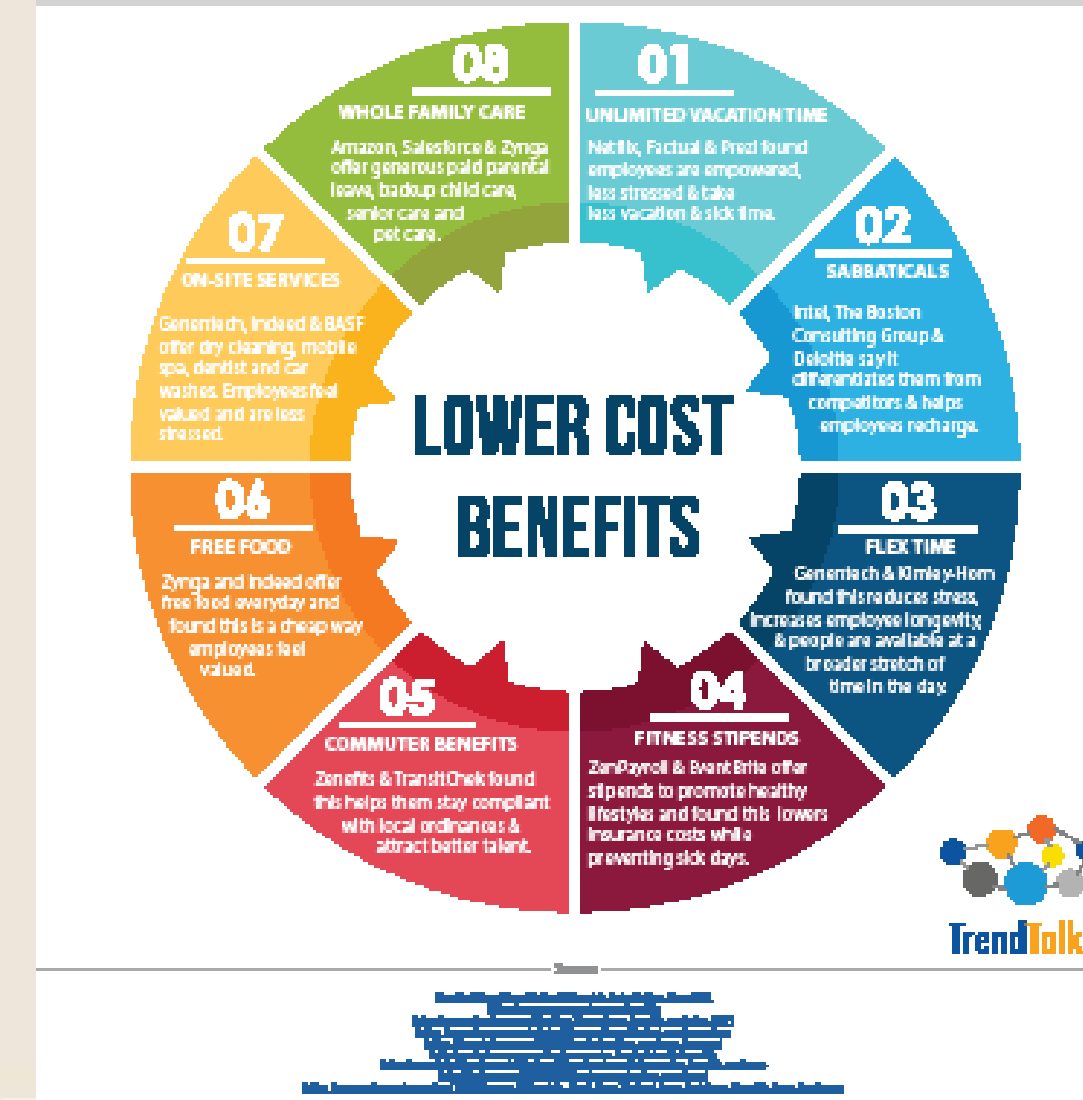 LOWER COST
BENEFITS
01
UNLIMITED VACATION TIME
Netflix, Factual & Prezi found
employees are empowered,
less stressed & take
less vacation & sick time.
02
SABBATICALS
Intel, The Boston
Consulting Group &
Deloitte say it
differentiates them from
competitors & helps
employees recharge.
03
FLEX TIME
Genentech & Kimley-Horn
found this reduces stress,
increases employee longevity,
& people are available at a
broader stretch of
time in the day.
04
FITNESS STIPENDS
ZenPayroll & EventBrite offer
stipends to promote healthy
lifestyles and found this lowers
insurance costs while
preventing sick days.
05
COMMUTER BENEFITS
Zenefits & TransitChek found
this helps them stay compliant
with local ordinances &
attract better talent.
06
FREE FOOD
Zynga and Indeed offer
free food everyday and
found this is a cheap way
employees feel
valued.
07
ON-SITE SERVICES
Genentech, Indeed & BASF
offer dry cleaning, mobile
spa, dentist and car
washes. Employees feel
valued and are less
stressed.
08
WHOLE FAMILY CARE
Amazon, Salesforce & Zynga
offer generous paid parental
leave, backup child care,
senior care and
pet care.
TrendTalk